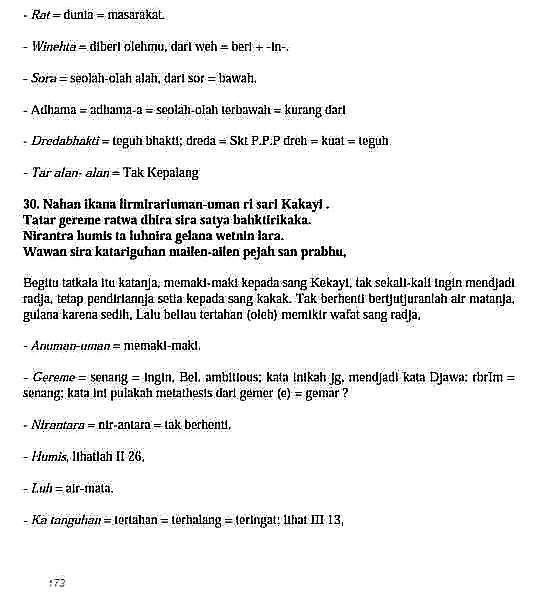 - Rat = dunia = masarakat.
- Winehta = diberi olehmu, dari weh = beri + -in-.
- Sora = seolah-olah alah, dari sor = bawah.
- Adhama = adhama-a = seolah-olah terbawah = kurang dari
- Dredabhakti = teguh bhakti; dreda = Skt P.P.P dreh = kuat = teguh
- Tar alan- alan = Tak Kepalang
30. Nahan ikana lirmirariuman-uman ri sari Kakayi .
Tatar gereme ratwa dhira sira satya bahktirikaka.
Nirantra humis ta luhnira gelana wetnin lara.
Wawan sira katariguhan mailen-ailen pejah san prabhu,
Begitu tatkala itu katanja, memaki-maki kepada sang Kekayi, tak sekali-kali ingin mendjadi
radja, tetap pendiriannja setia kepada sang kakak. Tak berhenti bertjutjuranlah air matanja,
gulana karena sedih, Lalu beliau tertahan (oleh) memikir wafat sang radja,
- Anuman-uman = memaki-maki.
- Gereme = senang = ingin, Bel. ambitious; kata inikah jg, mendjadi kata Djawa: rbrIm =
senang; kata ini pulakah metathesis dari gemer (e) = gemar ?
- Nirantara = nir-antara = tak berhenti,
- Humis, lihatlah II 26,
- Luh = air-mata.
- Ka tanguhan = tertahan = terhalang = teringat; lihat III 13,
173